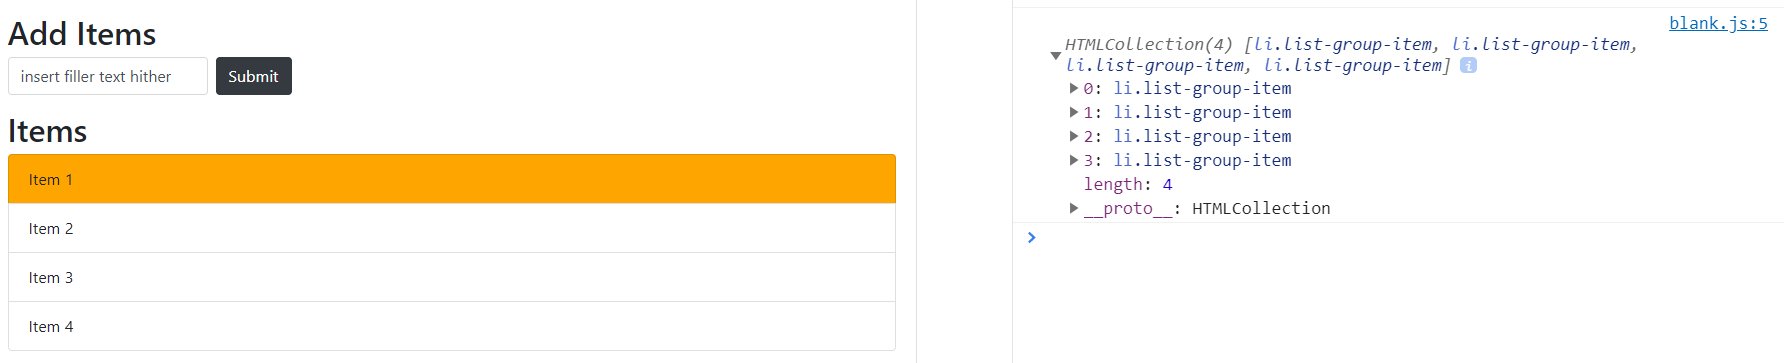 Add Items
insert filler text hither
Submit
Items
Item 1
Item 2
Item 3
Item 4
blank.js:5
HTMLCollection(4) [li.list-group-item, li.list-group-item,
li.list-group-item, li.list-group-item] i
0: li.list-group-item
1: li.list-group-item
2: li.list-group-item
3: li.list-group-item
length: 4
__proto__: HTMLCollection